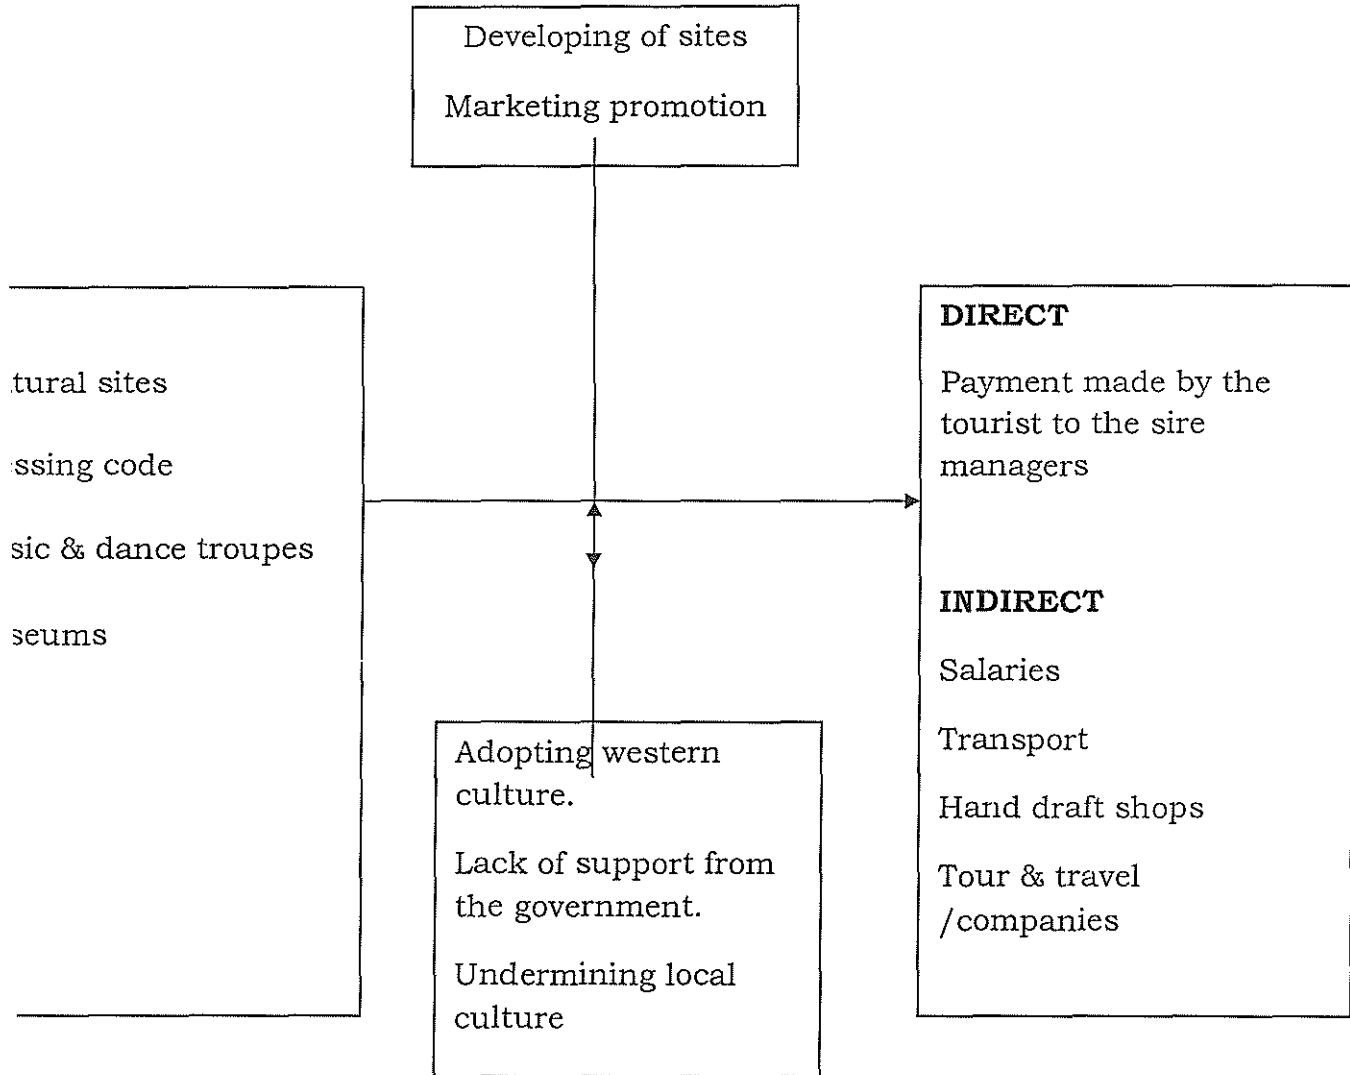 Developing of sites
Marketing promotion
tural sites
ssing code
sic & dance troupes
seums
DIRECT
Payment made by the
tourist to the sire
managers
INDIRECT
Salaries
Transport
Hand draft shops
Tour & travel
/companies
Adopting western
culture.
Lack of support from
the government.
Undermining local
culture